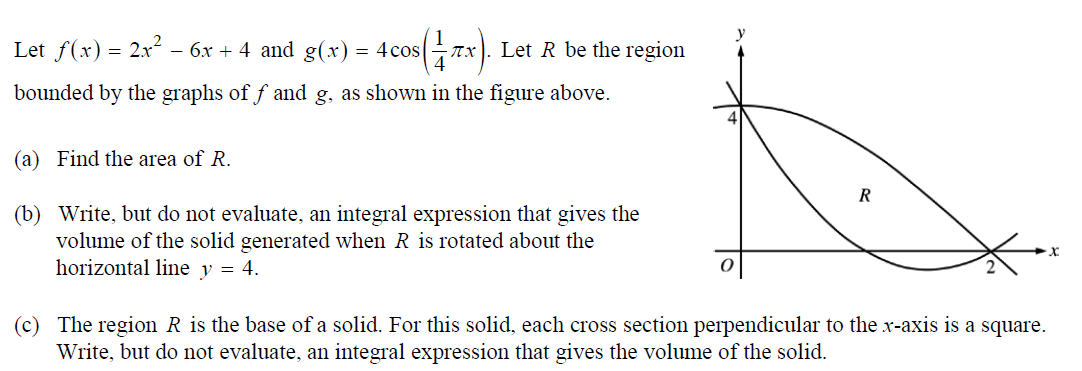 Let f(x) = 2x² − 6x + 4 and g(x) = 4cos(1/4 πx). Let R be the region
bounded by the graphs of f and g, as shown in the figure above.
(a) Find the area of R.
(b) Write, but do not evaluate, an integral expression that gives the
volume of the solid generated when R is rotated about the
horizontal line y = 4.
y
4
R
x
O
2
(c) The region R is the base of a solid. For this solid, each cross section perpendicular to the x-axis is a square.
Write, but do not evaluate, an integral expression that gives the volume of the solid.